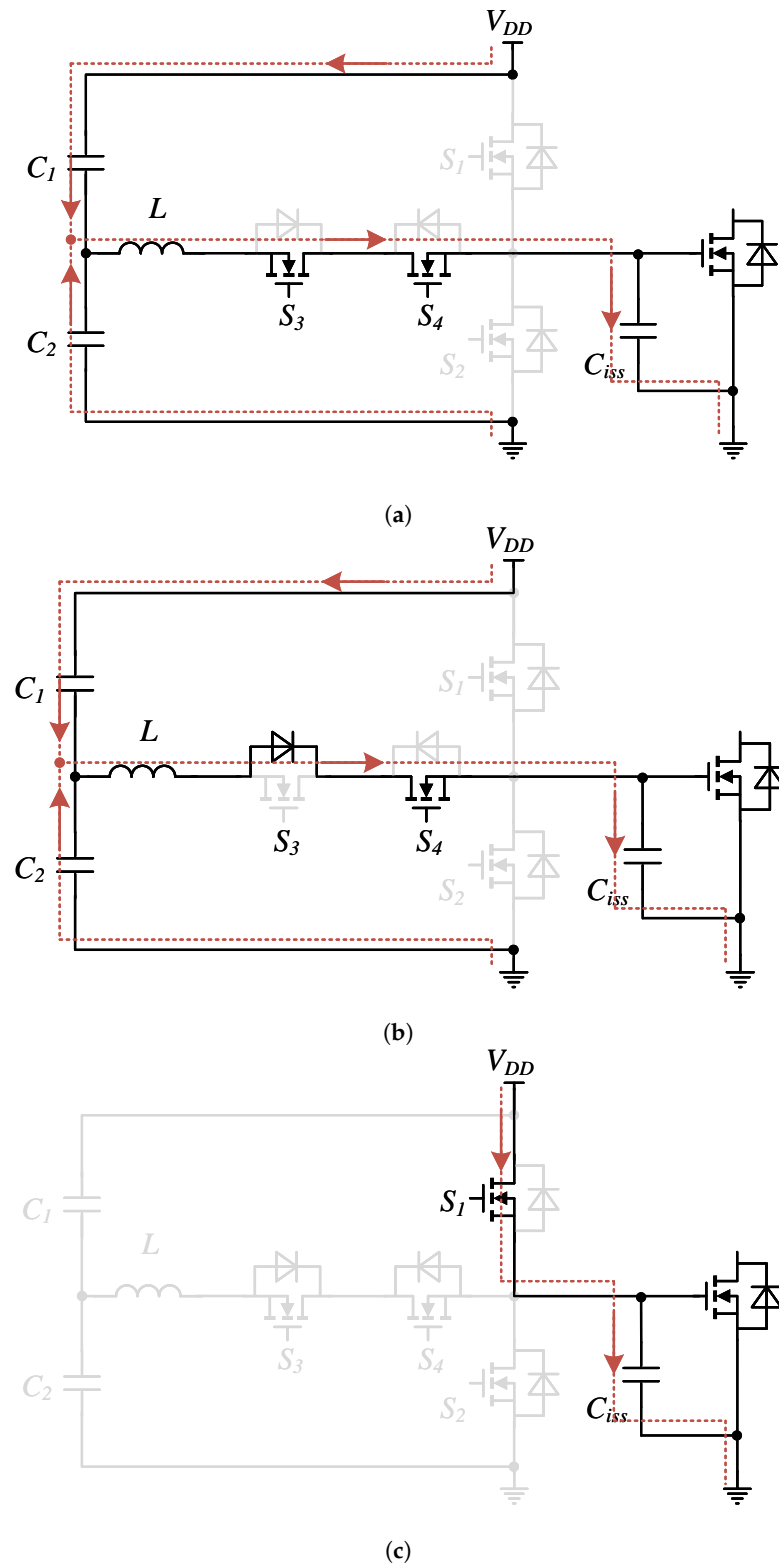 V_DD
S_1
C_1
L
S_3
S_4
C_2
S_2
C_iss
(a)
V_DD
S_1
C_1
L
S_3
S_4
C_2
S_2
C_iss
(b)
V_DD
S_1
C_1
L
S_3
S_4
C_2
S_2
C_iss
(c)